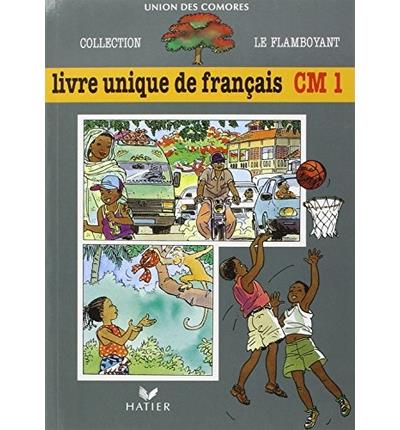 UNION DES COMORES
COLLECTION LE FLAMBOYANT
livre unique de français CM 1
HATIER